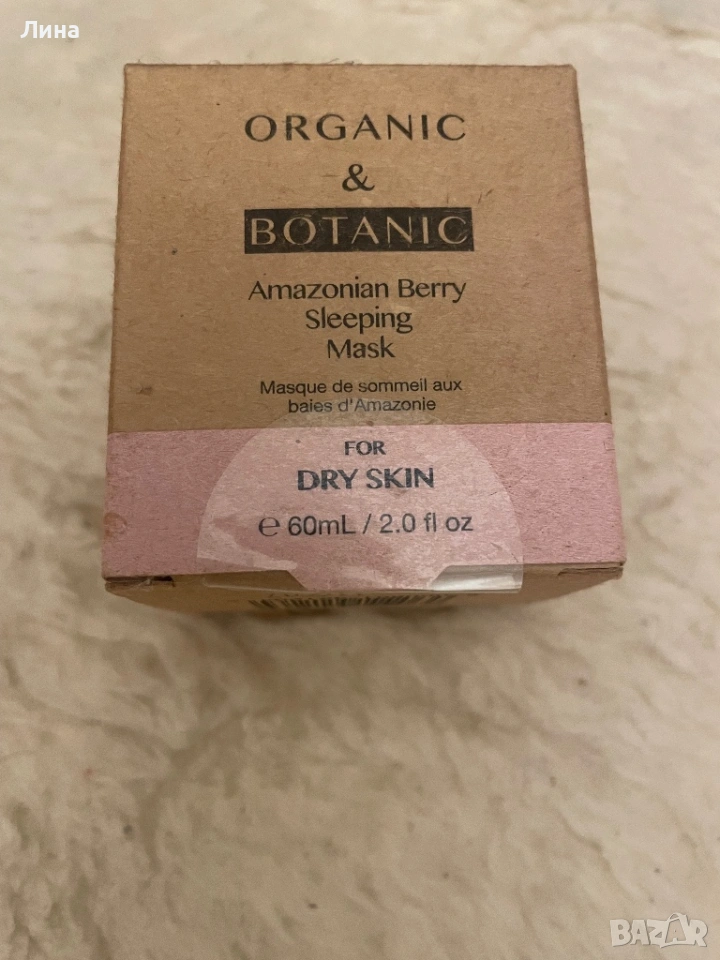 Лина
ORGANIC
&
BOTANIC
Amazonian Berry
Sleeping
Mask
Masque de sommeil aux
baies d'Amazonie
FOR
DRY SKIN
℮ 60mL / 2.0 fl oz
BAZAR